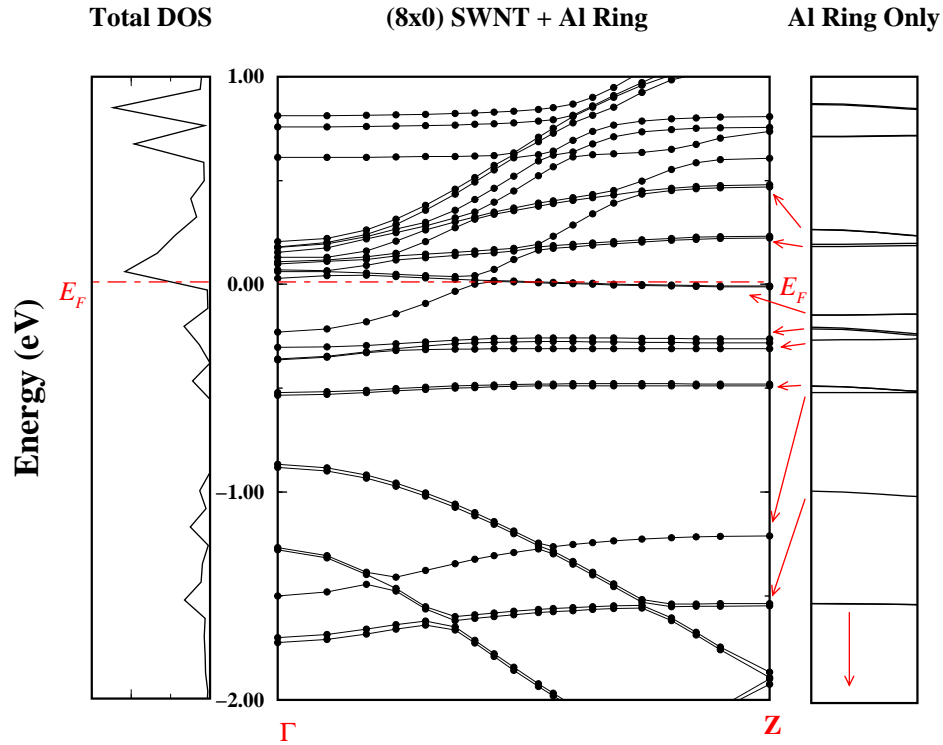 Total DOS
(8x0) SWNT + Al Ring
Al Ring Only
Energy (eV)
1.00
0.00
−1.00
−2.00
E_F
E_F
Γ
Z